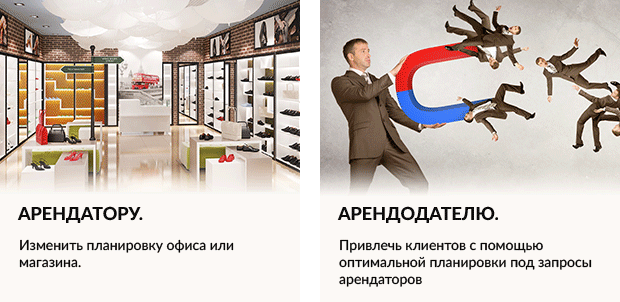 АРЕНДАТОРУ.
Изменить планировку офиса или
магазина.
АРЕНДОДАТЕЛЮ.
Привлечь клиентов с помощью
оптимальной планировки под запросы
арендаторов